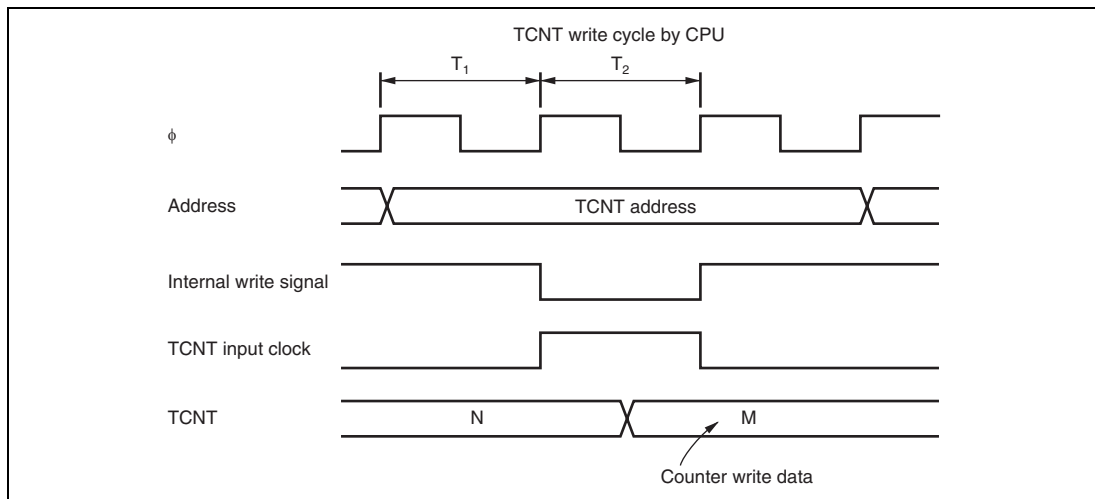 TCNT write cycle by CPU
T₁ T₂
ϕ
Address TCNT address
Internal write signal
TCNT input clock
TCNT N M
Counter write data